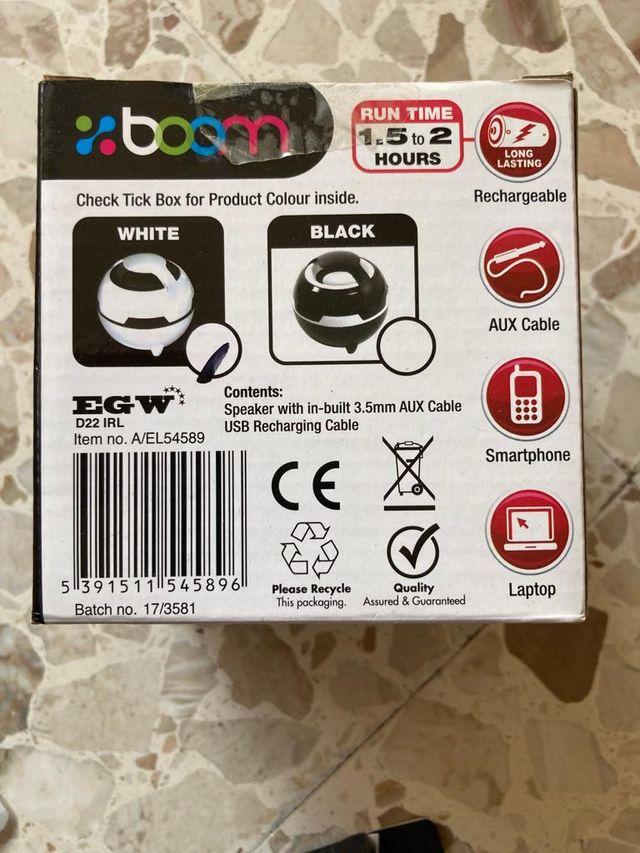 boom
RUN TIME
1.5 to 2
HOURS
LONG
LASTING
Rechargeable
Check Tick Box for Product Colour inside.
WHITE
BLACK
AUX Cable
EGW
D22 IRL
Item no. A/EL54589
Contents:
Speaker with in-built 3.5mm AUX Cable
USB Recharging Cable
Smartphone
CE
5 391511 545896
Batch no. 17/3581
Please Recycle
This packaging.
Quality
Assured & Guaranteed
Laptop